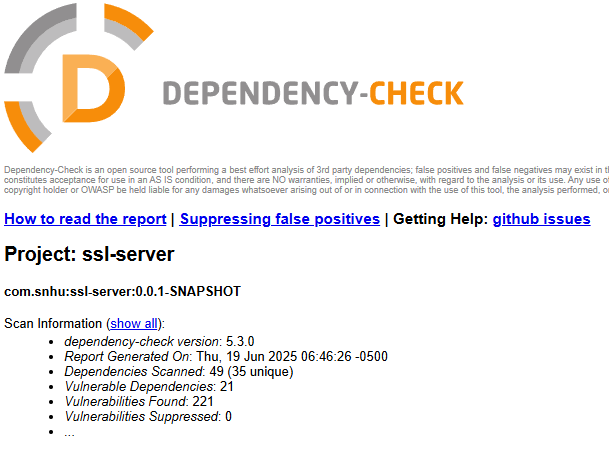 D
DEPENDENCY-CHECK
Dependency-Check is an open source tool performing a best effort analysis of 3rd party dependencies; false positives and false negatives may exist in th
constitutes acceptance for use in an AS IS condition, and there are NO warranties, implied or otherwise, with regard to the analysis or its use. Any use of
copyright holder or OWASP be held liable for any damages whatsoever arising out of or in connection with the use of this tool, the analysis performed, o
How to read the report | Suppressing false positives | Getting Help: github issues
Project: ssl-server
com.snhu:ssl-server:0.0.1-SNAPSHOT
Scan Information (show all):
• dependency-check version: 5.3.0
• Report Generated On: Thu, 19 Jun 2025 06:46:26 -0500
• Dependencies Scanned: 49 (35 unique)
• Vulnerable Dependencies: 21
• Vulnerabilities Found: 221
• Vulnerabilities Suppressed: 0
• ...